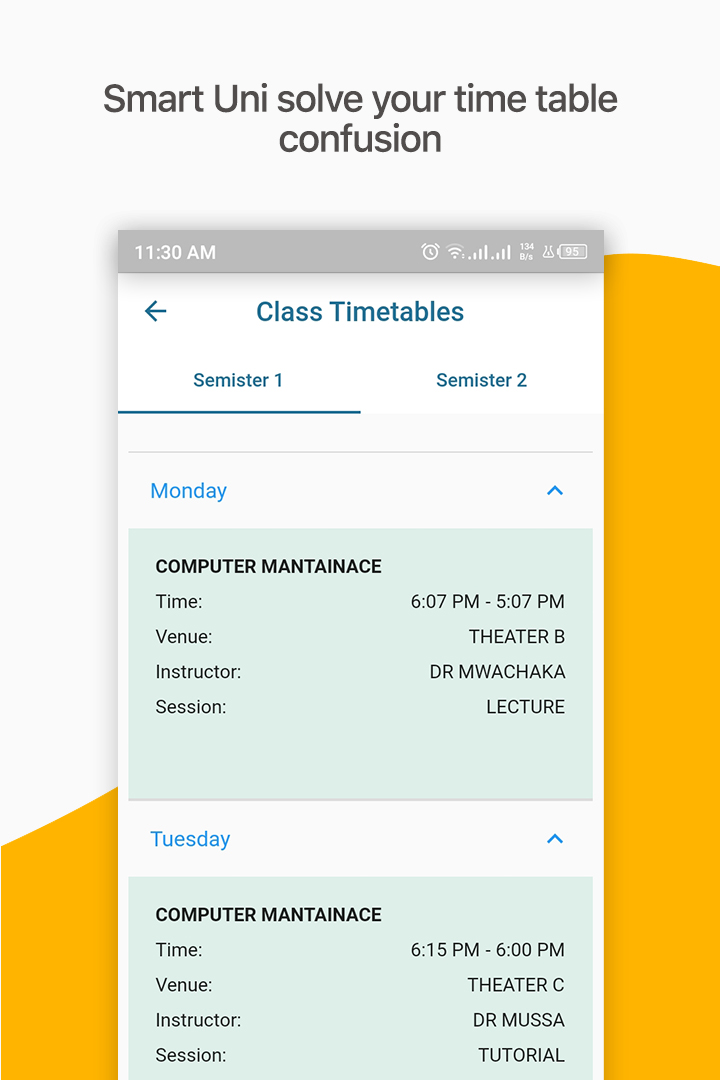 Smart Uni solve your time table
confusion
11:30 AM 134 B/s 95
Class Timetables
Semister 1 Semister 2
Monday
COMPUTER MANTAINACE
Time: 6:07 PM - 5:07 PM
Venue: THEATER B
Instructor: DR MWACHAKA
Session: LECTURE
Tuesday
COMPUTER MANTAINACE
Time: 6:15 PM - 6:00 PM
Venue: THEATER C
Instructor: DR MUSSA
Session: TUTORIAL